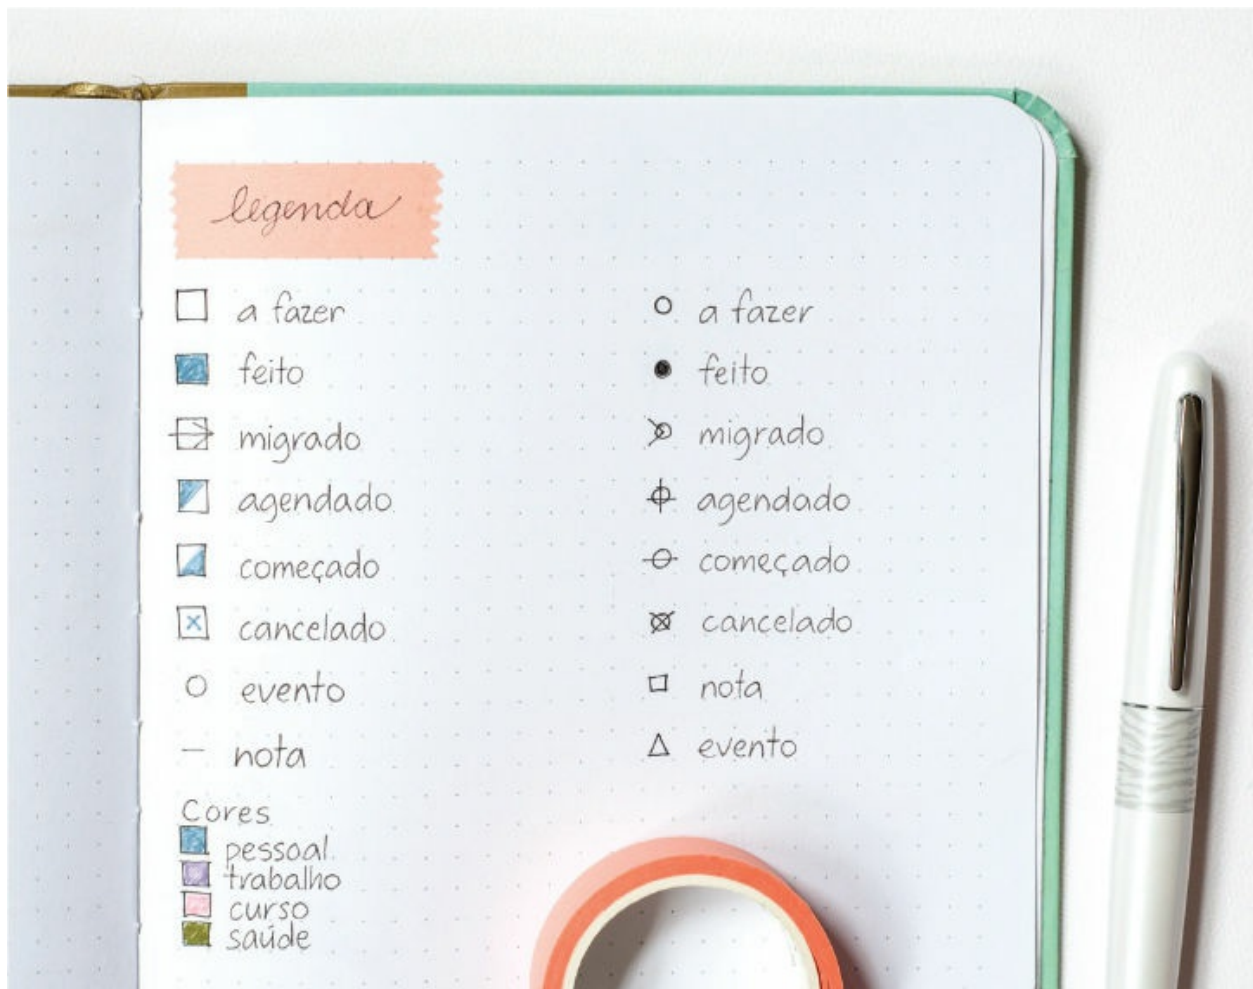 legenda
a fazer
feito
migrado
agendado
começado
cancelado
evento
nota
Cores
pessoal
trabalho
curso
saúde
a fazer
feito
migrado
agendado
começado
cancelado
nota
evento